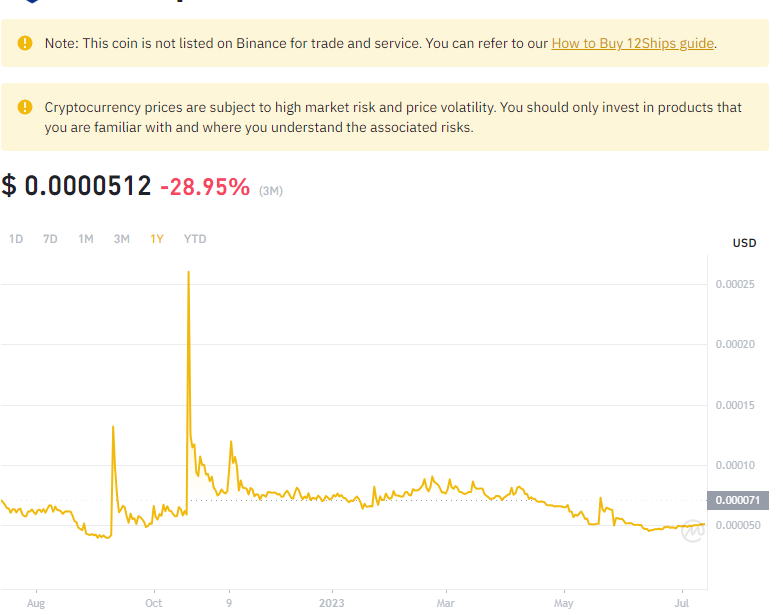 Note: This coin is not listed on Binance for trade and service. You can refer to our How to Buy 12Ships guide.
Cryptocurrency prices are subject to high market risk and price volatility. You should only invest in products that
you are familiar with and where you understand the associated risks.
$ 0.0000512 -28.95% (3M)
1D 7D 1M 3M 1Y YTD
USD
0.00025
0.00020
0.00015
0.00010
0.000071
0.000050
Aug Oct 9 2023 Mar May Jul